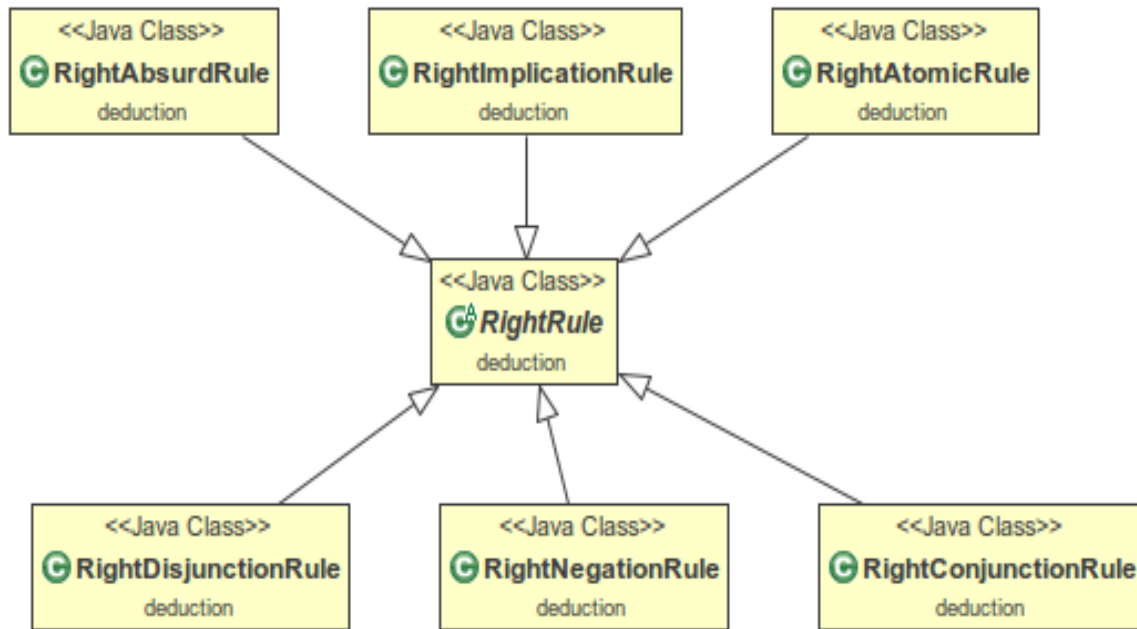 <<Java Class>>
C RightAbsurdRule
deduction
<<Java Class>>
C RightImplicationRule
deduction
<<Java Class>>
C RightAtomicRule
deduction
<<Java Class>>
C A RightRule
deduction
<<Java Class>>
C RightDisjunctionRule
deduction
<<Java Class>>
C RightNegationRule
deduction
<<Java Class>>
C RightConjunctionRule
deduction